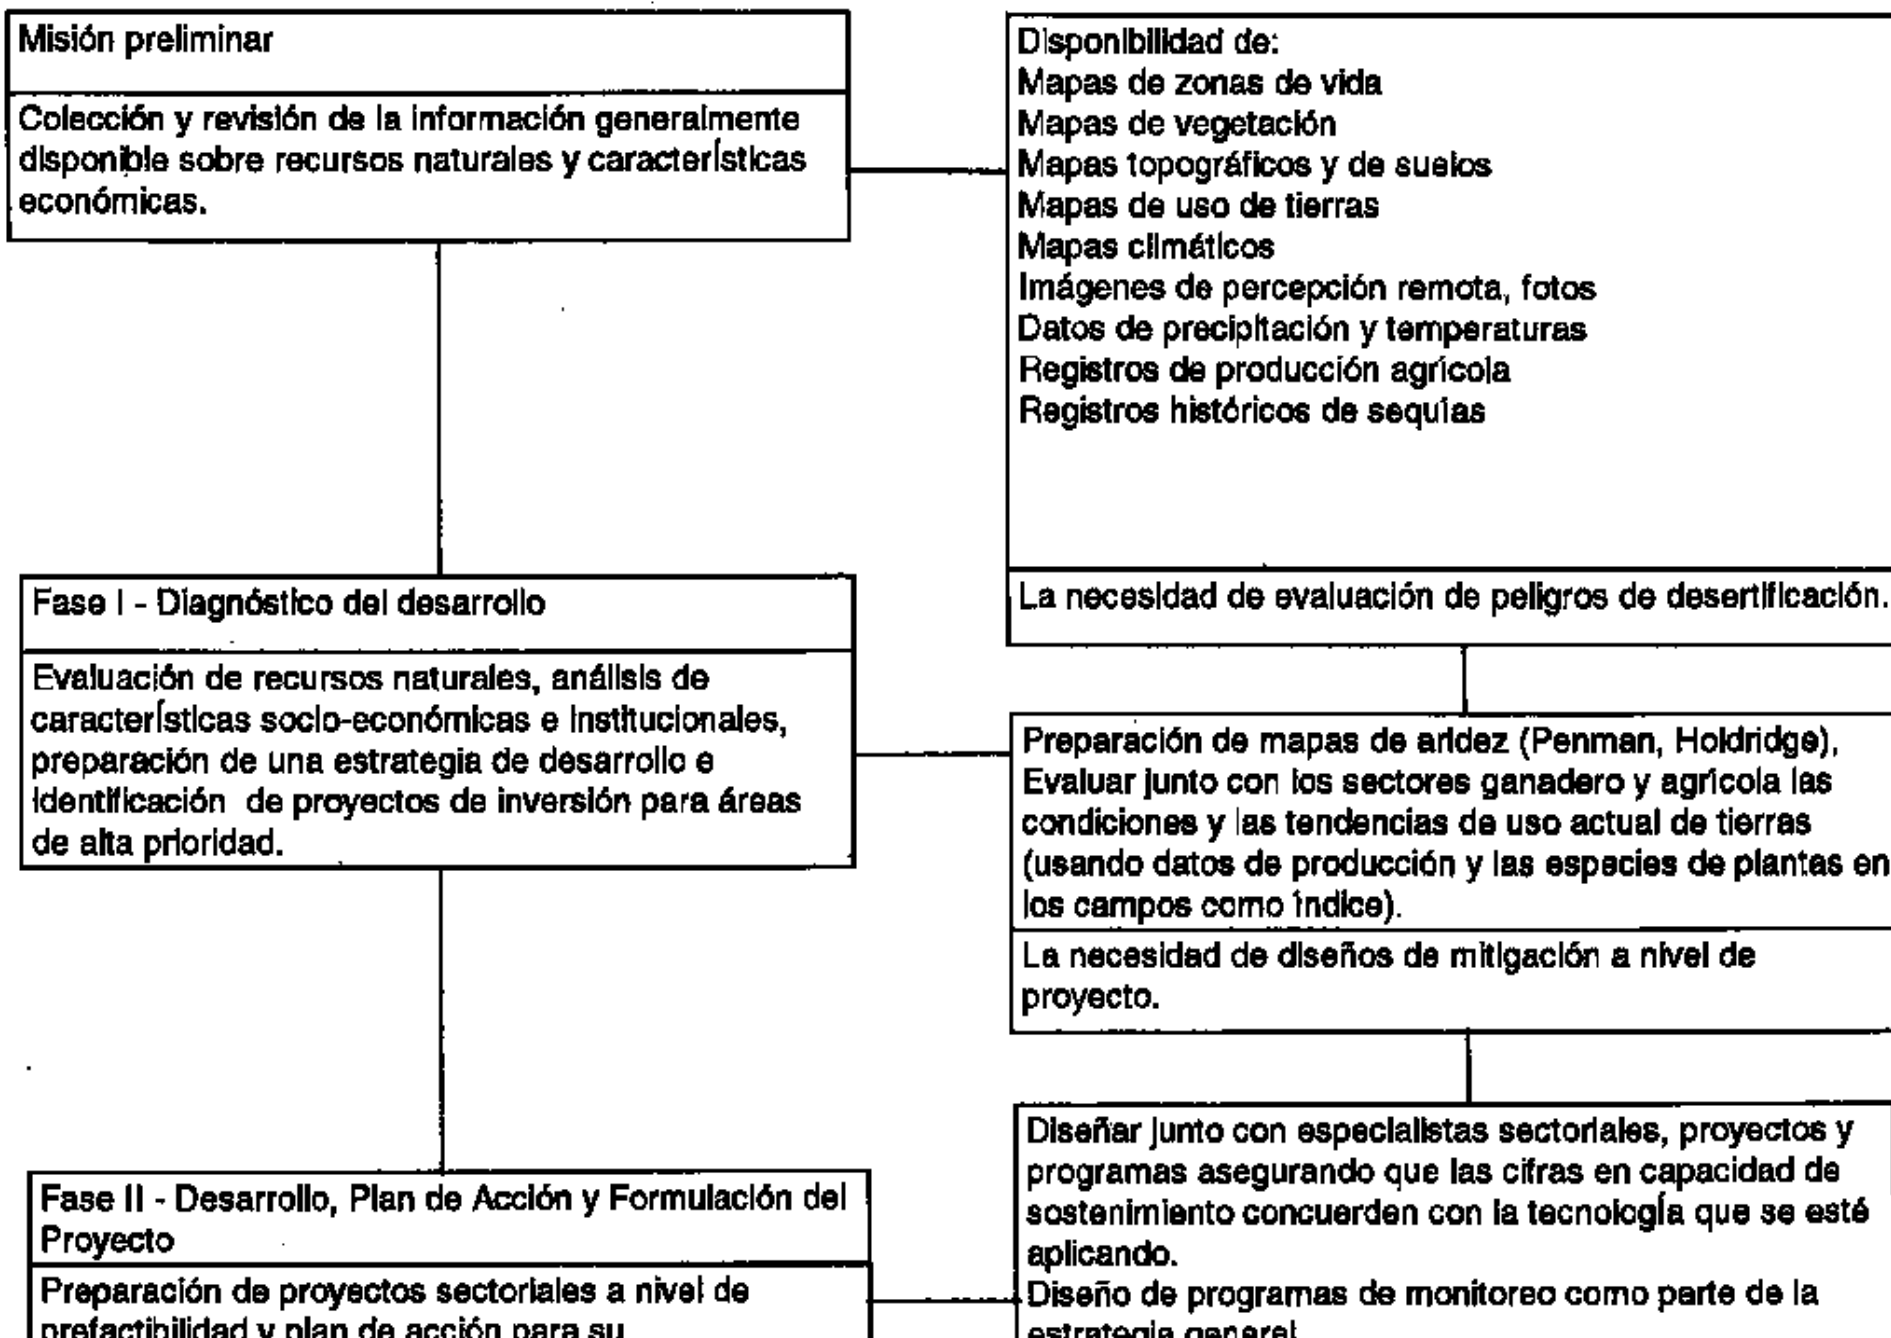 Misión preliminar
Colección y revisión de la información generalmente
disponible sobre recursos naturales y características
económicas.
Disponibilidad de:
Mapas de zonas de vida
Mapas de vegetación
Mapas topográficos y de suelos
Mapas de uso de tierras
Mapas climáticos
Imágenes de percepción remota, fotos
Datos de precipitación y temperaturas
Registros de producción agrícola
Registros históricos de sequías
La necesidad de evaluación de peligros de desertificación.
Fase I - Diagnóstico del desarrollo
Evaluación de recursos naturales, análisis de
características socio-económicas e institucionales,
preparación de una estrategia de desarrollo e
identificación de proyectos de inversión para áreas
de alta prioridad.
Preparación de mapas de aridez (Penman, Holdridge),
Evaluar junto con los sectores ganadero y agrícola las
condiciones y las tendencias de uso actual de tierras
(usando datos de producción y las especies de plantas en
los campos como índice).
La necesidad de diseños de mitigación a nivel de
proyecto.
Fase II - Desarrollo, Plan de Acción y Formulación del
Proyecto
Preparación de proyectos sectoriales a nivel de
prefactibilidad y plan de acción para su
Diseñar junto con especialistas sectoriales, proyectos y
programas asegurando que las cifras en capacidad de
sostenimiento concuerden con la tecnología que se esté
aplicando.
Diseño de programas de monitoreo como parte de la
estrategia general